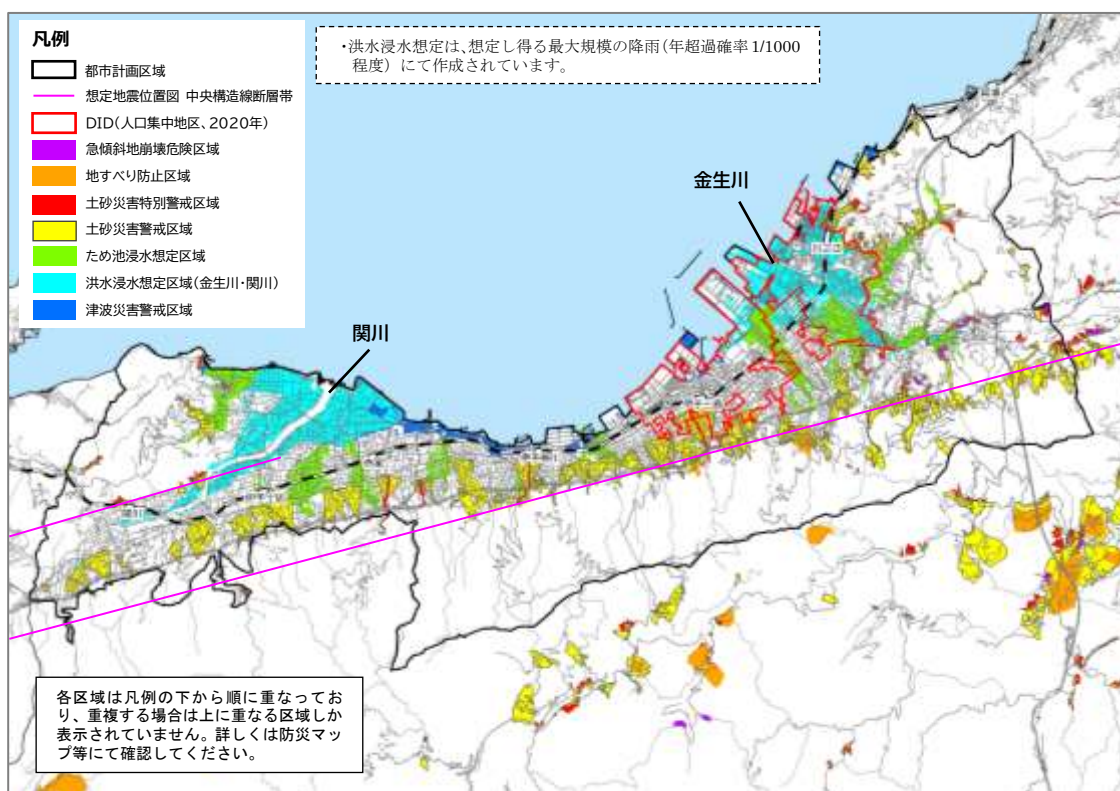 凡例
都市計画区域
想定地震位置図 中央構造線断層帯
DID(人口集中地区、2020年)
急傾斜地崩壊危険区域
地すべり防止区域
土砂災害特別警戒区域
土砂災害警戒区域
ため池浸水想定区域
洪水浸水想定区域(金生川・関川)
津波災害警戒区域
・洪水浸水想定は、想定し得る最大規模の降雨(年超過確率1/1000
程度)にて作成されています。
金生川
関川
各区域は凡例の下から順に重なってお
り、重複する場合は上に重なる区域しか
表示されていません。詳しくは防災マッ
プ等にて確認してください。